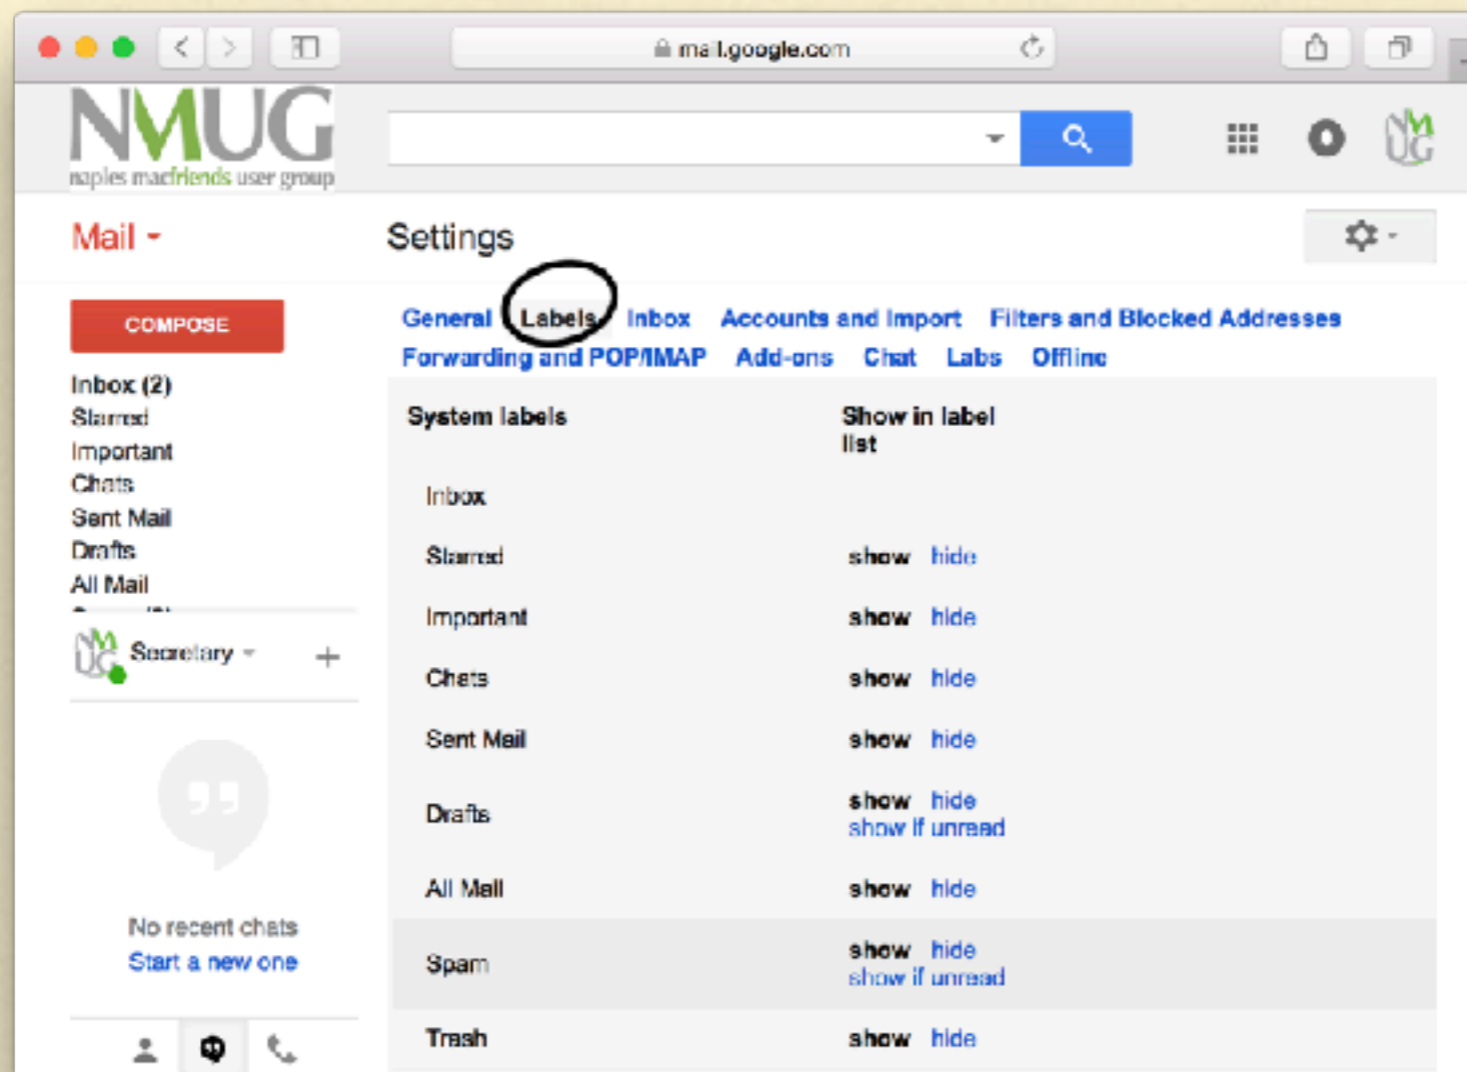 mail.google.com
NMUG
naples macfriends user group
Mail
Settings
COMPOSE
General Labels Inbox Accounts and Import Filters and Blocked Addresses
Forwarding and POP/IMAP Add-ons Chat Labs Offline
Inbox (2)
Starred
Important
Chats
Sent Mail
Drafts
All Mail
Secretary
No recent chats
Start a new one
System labels Show in label
list
Inbox
Starred show hide
Important show hide
Chats show hide
Sent Mail show hide
Drafts show hide
show if unread
All Mail show hide
Spam show hide
show if unread
Trash show hide